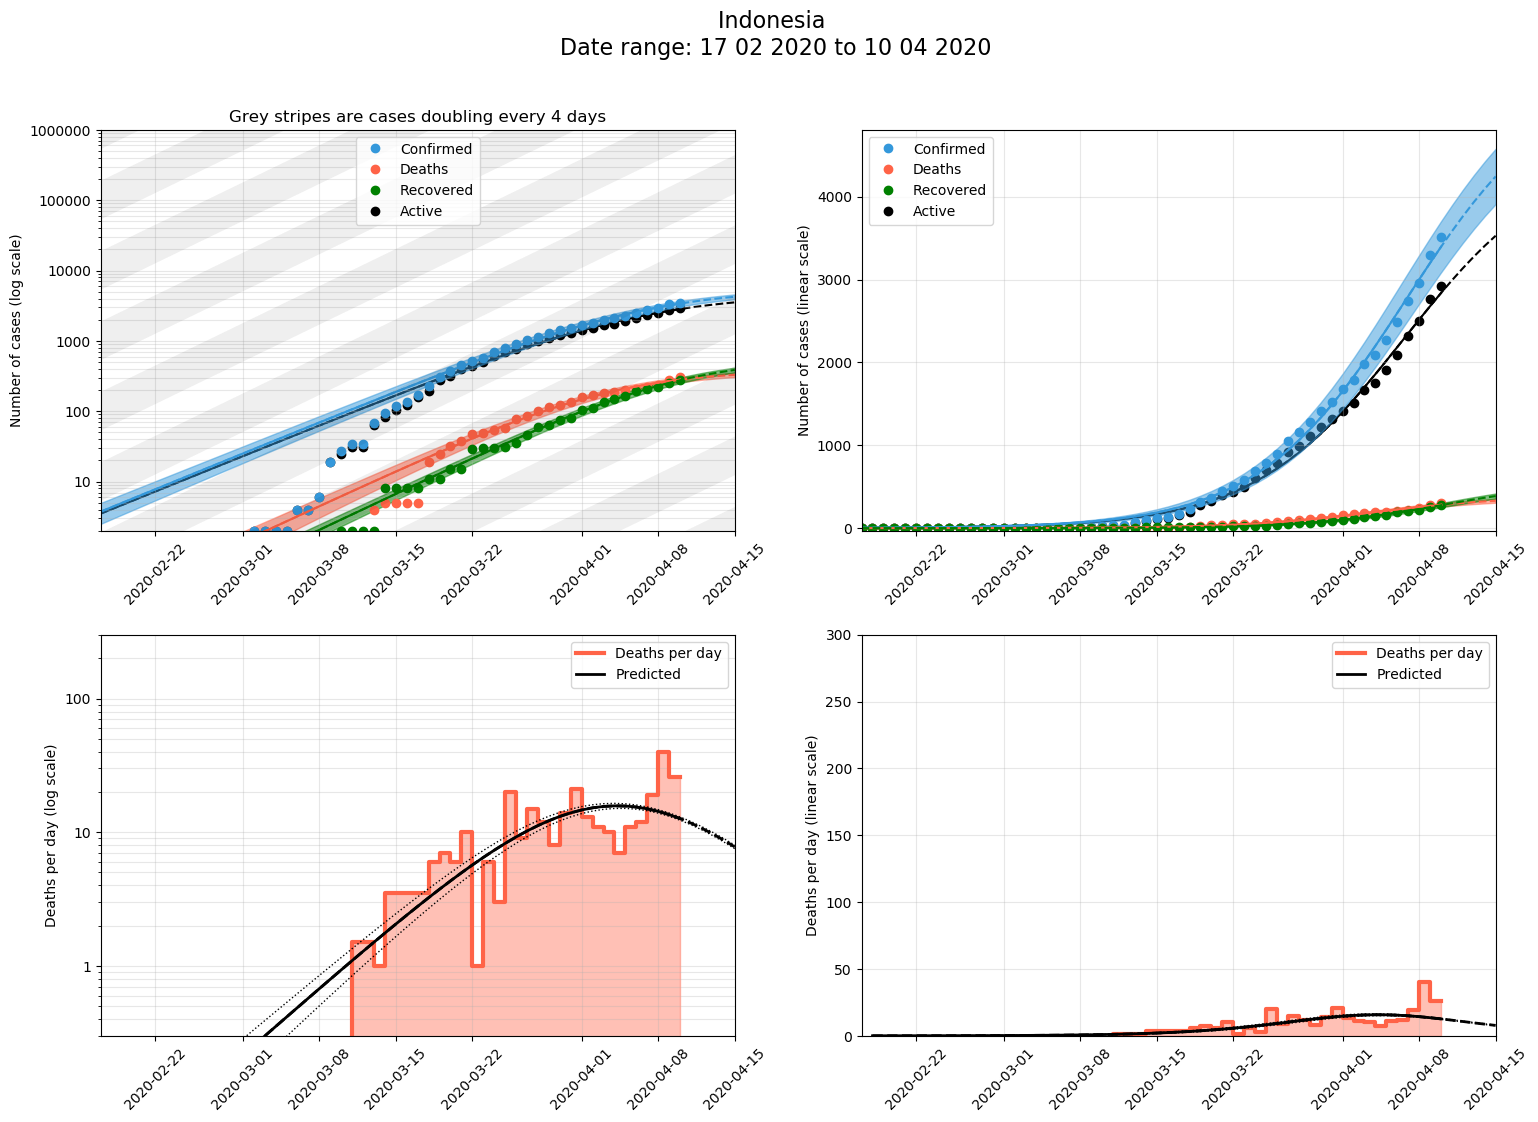 Indonesia
Date range: 17 02 2020 to 10 04 2020
Grey stripes are cases doubling every 4 days
Number of cases (log scale)
1000000
100000
10000
1000
100
10
Confirmed
Deaths
Recovered
Active
2020-02-22
2020-03-01
2020-03-08
2020-03-15
2020-03-22
2020-04-01
2020-04-08
2020-04-15
Number of cases (linear scale)
4000
3000
2000
1000
0
Confirmed
Deaths
Recovered
Active
2020-02-22
2020-03-01
2020-03-08
2020-03-15
2020-03-22
2020-04-01
2020-04-08
2020-04-15
Deaths per day (log scale)
100
10
1
Deaths per day
Predicted
2020-02-22
2020-03-01
2020-03-08
2020-03-15
2020-03-22
2020-04-01
2020-04-08
2020-04-15
Deaths per day (linear scale)
300
250
200
150
100
50
0
Deaths per day
Predicted
2020-02-22
2020-03-01
2020-03-08
2020-03-15
2020-03-22
2020-04-01
2020-04-08
2020-04-15